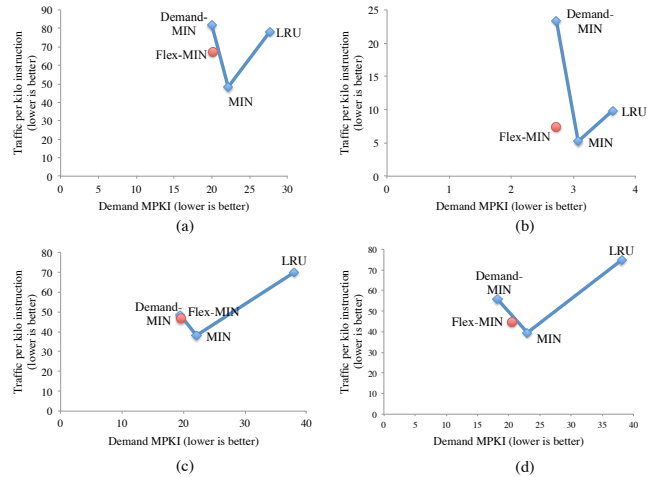 Traffic per kilo instruction
(lower is better)
90
80
70
60
50
40
30
20
10
0
0
5
10
15
20
25
30
Demand-
MIN
LRU
Flex-MIN
MIN
Demand MPKI (lower is better)
(a)
Traffic per kilo instruction
(lower is better)
25
20
15
10
5
0
0
1
2
3
4
Demand-
MIN
LRU
Flex-MIN
MIN
Demand MPKI (lower is better)
(b)
Traffic per kilo instruction
(lower is better)
80
70
60
50
40
30
20
10
0
0
10
20
30
40
LRU
Demand-
MIN
Flex-MIN
MIN
Demand MPKI (lower is better)
(c)
Traffic per kilo instruction
(lower is better)
80
70
60
50
40
30
20
10
0
0
5
10
15
20
25
30
35
40
LRU
Demand-
MIN
Flex-MIN
MIN
Demand MPKI (lower is better)
(d)